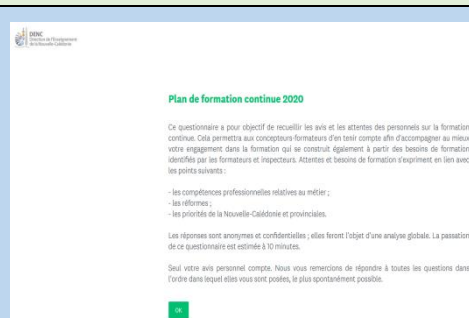 DENC
Direction de l'Enseignement
de la Nouvelle-Calédonie
Plan de formation continue 2020
Ce questionnaire a pour objectif de recueillir les avis et les attentes des personnels sur la formation
continue. Cela permettra aux concepteurs-formateurs d'en tenir compte afin d'accompagner au mieux
votre engagement dans la formation qui se construit également à partir des besoins de formation
identifiés par les formateurs et inspecteurs. Attentes et besoins de formation s'expriment en lien avec
les points suivants :
- les compétences professionnelles relatives au métier ;
- les réformes ;
- les priorités de la Nouvelle-Calédonie et provinciales.
Les réponses sont anonymes et confidentielles ; elles feront l'objet d'une analyse globale. La passation
de ce questionnaire est estimée à 10 minutes.
Seul votre avis personnel compte. Nous vous remercions de répondre à toutes les questions dans
l'ordre dans lequel elles vous sont posées, le plus spontanément possible.
OK